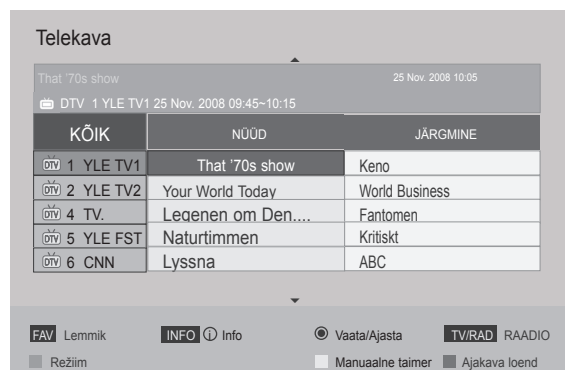 Telekava
That '70s show 25 Nov. 2008 10:05
DTV 1 YLE TV1 25 Nov. 2008 09:45~10:15
KÕIK NÜÜD JÄRGMINE
DTV 1 YLE TV1 That '70s show Keno
DTV 2 YLE TV2 Your World Today World Business
DTV 4 TV. Legenen om Den.... Fantomen
DTV 5 YLE FST Naturtimmen Kritiskt
DTV 6 CNN Lyssna ABC
FAV Lemmik INFO i Info Vaata/Ajasta TV/RAD RAADIO
Režiim Manuaalne taimer Ajakava loend